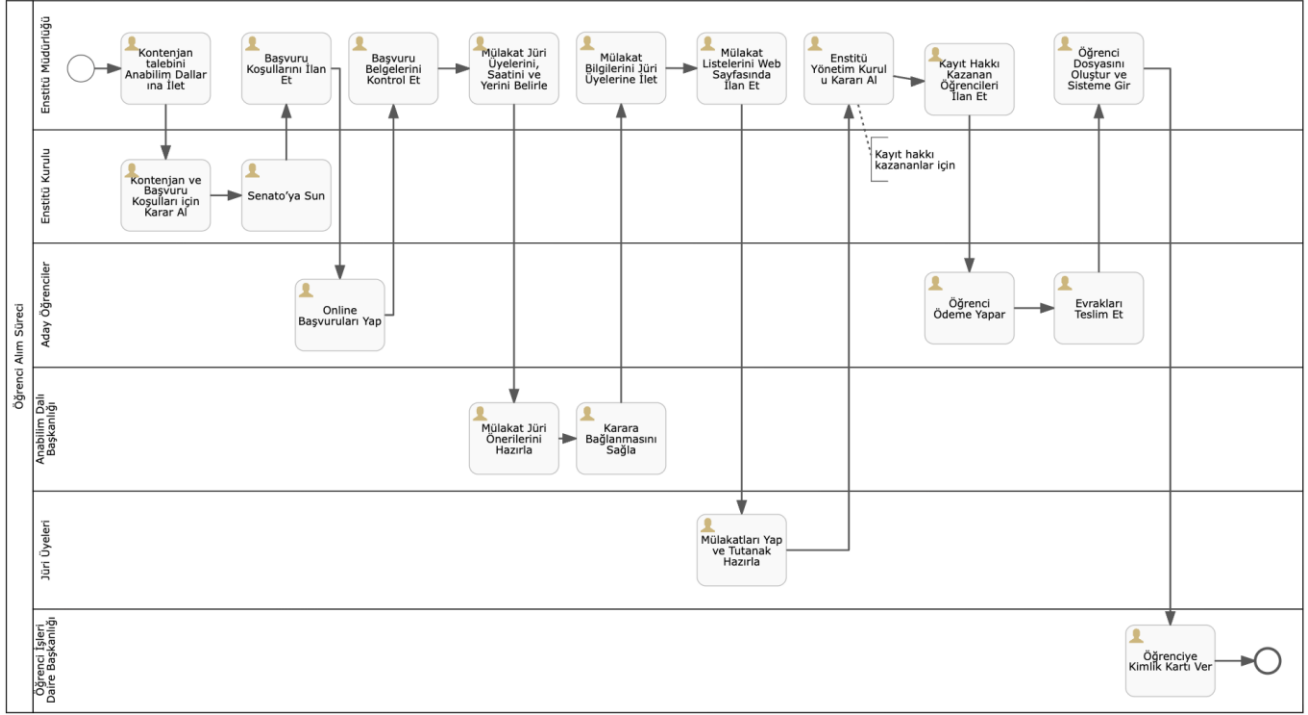 Öğrenci Alım Süreci
Enstitü Müdürlüğü
Kontenjan
talebini
Anabilim Dallar
ına İlet
Başvuru
Koşullarını İlan
Et
Başvuru
Belgelerini
Kontrol Et
Mülakat Jüri
Üyelerini,
Saatini ve
Yerini Belirle
Mülakat
Bilgilerini Jüri
Üyelerine İlet
Mülakat
Listelerini Web
Sayfasında
İlan Et
Enstitü
Yönetim Kurul
u Kararı Al
Kayıt Hakkı
Kazanan
Öğrencileri
İlan Et
Öğrenci
Dosyasını
Oluştur ve
Sisteme Gir
Enstitü Kurulu
Kontenjan ve
Başvuru
Koşulları için
Karar Al
Senato’ya Sun
Kayıt hakkı
kazananlar için
Aday Öğrenciler
Online
Başvuruları Yap
Öğrenci
Ödeme Yapar
Evrakları
Teslim Et
Anabilim Dalı
Başkanlığı
Mülakat Jüri
Önerilerini
Hazırla
Karara
Bağlanmasını
Sağla
Jüri Üyeleri
Mülakatları Yap
ve Tutanak
Hazırla
Öğrenci İşleri
Daire Başkanlığı
Öğrenciye
Kimlik Kartı Ver